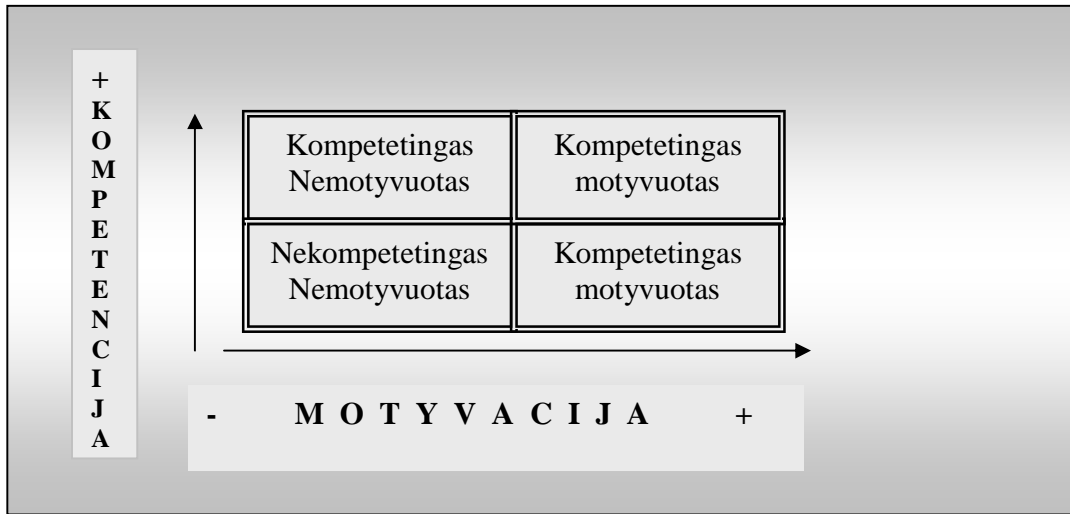 +
K
O
M
P
E
T
E
N
C
I
J
A
Kompetetingas
Nemotyvuotas
Kompetetingas
motyvuotas
Nekompetetingas
Nemotyvuotas
Kompetetingas
motyvuotas
- M O T Y V A C I J A +